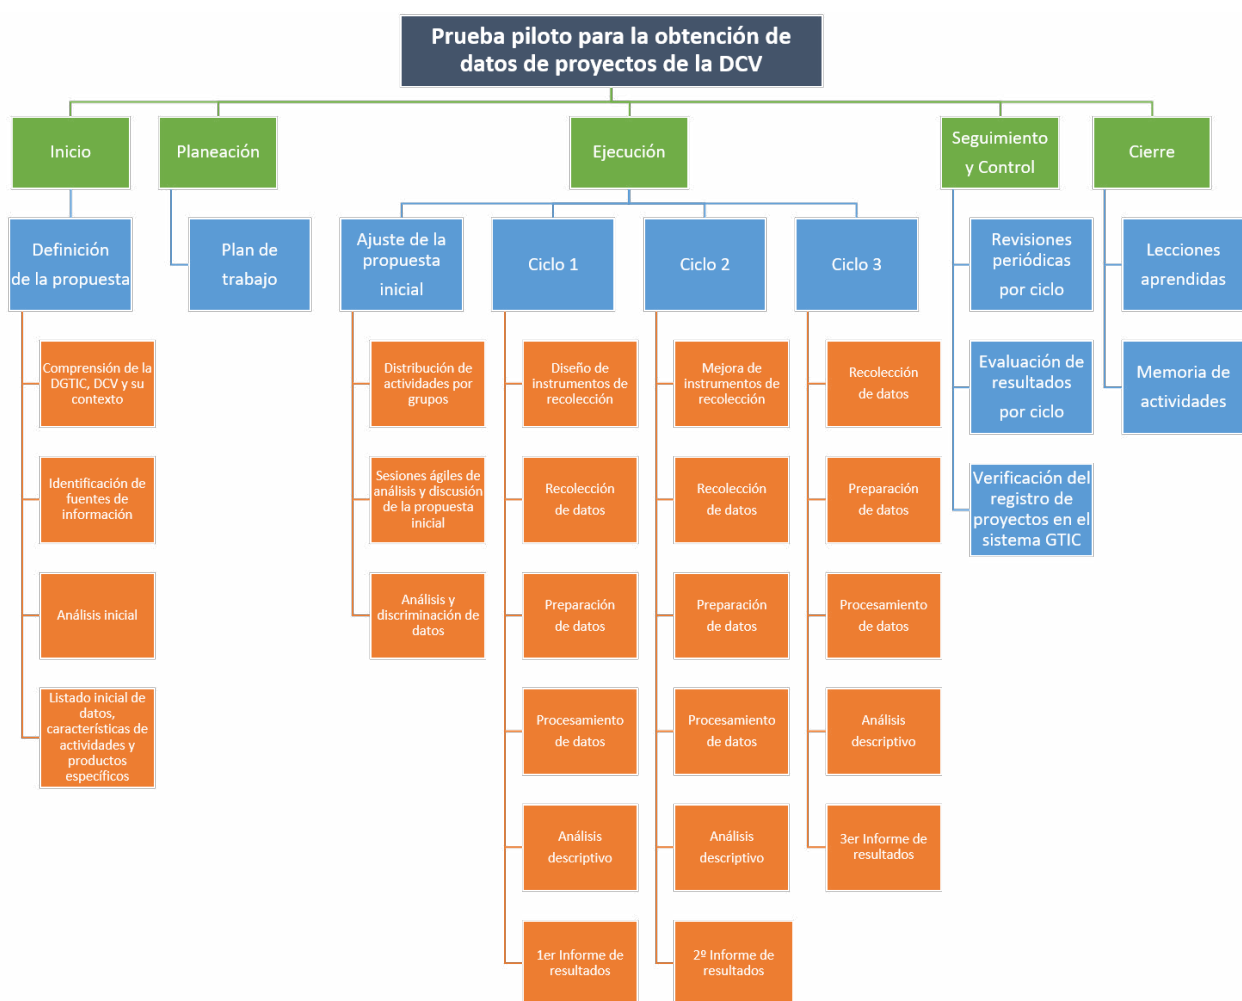 Prueba piloto para la obtención de
datos de proyectos de la DCV
Inicio
Planeación
Ejecución
Seguimiento
y Control
Cierre
Definición
de la propuesta
Plan de
trabajo
Ajuste de la
propuesta
inicial
Ciclo 1
Ciclo 2
Ciclo 3
Revisiones
periódicas
por ciclo
Lecciones
aprendidas
Comprensión de la
DGTIC, DCV y su
contexto
Identificación de
fuentes de
información
Análisis inicial
Listado inicial de
datos,
características de
actividades y
productos
específicos
Distribución de
actividades por
grupos
Sesiones ágiles de
análisis y discusión
de la propuesta
inicial
Análisis y
discriminación de
datos
Diseño de
instrumentos de
recolección
Recolección
de datos
Preparación
de datos
Procesamiento
de datos
Análisis
descriptivo
1er Informe de
resultados
Mejora de
instrumentos de
recolección
Recolección
de datos
Preparación
de datos
Procesamiento
de datos
Análisis
descriptivo
2º Informe de
resultados
Recolección
de datos
Preparación
de datos
Procesamiento
de datos
Análisis
descriptivo
3er Informe de
resultados
Evaluación de
resultados
por ciclo
Verificación del
registro de
proyectos en el
sistema GTIC
Memoria de
actividades